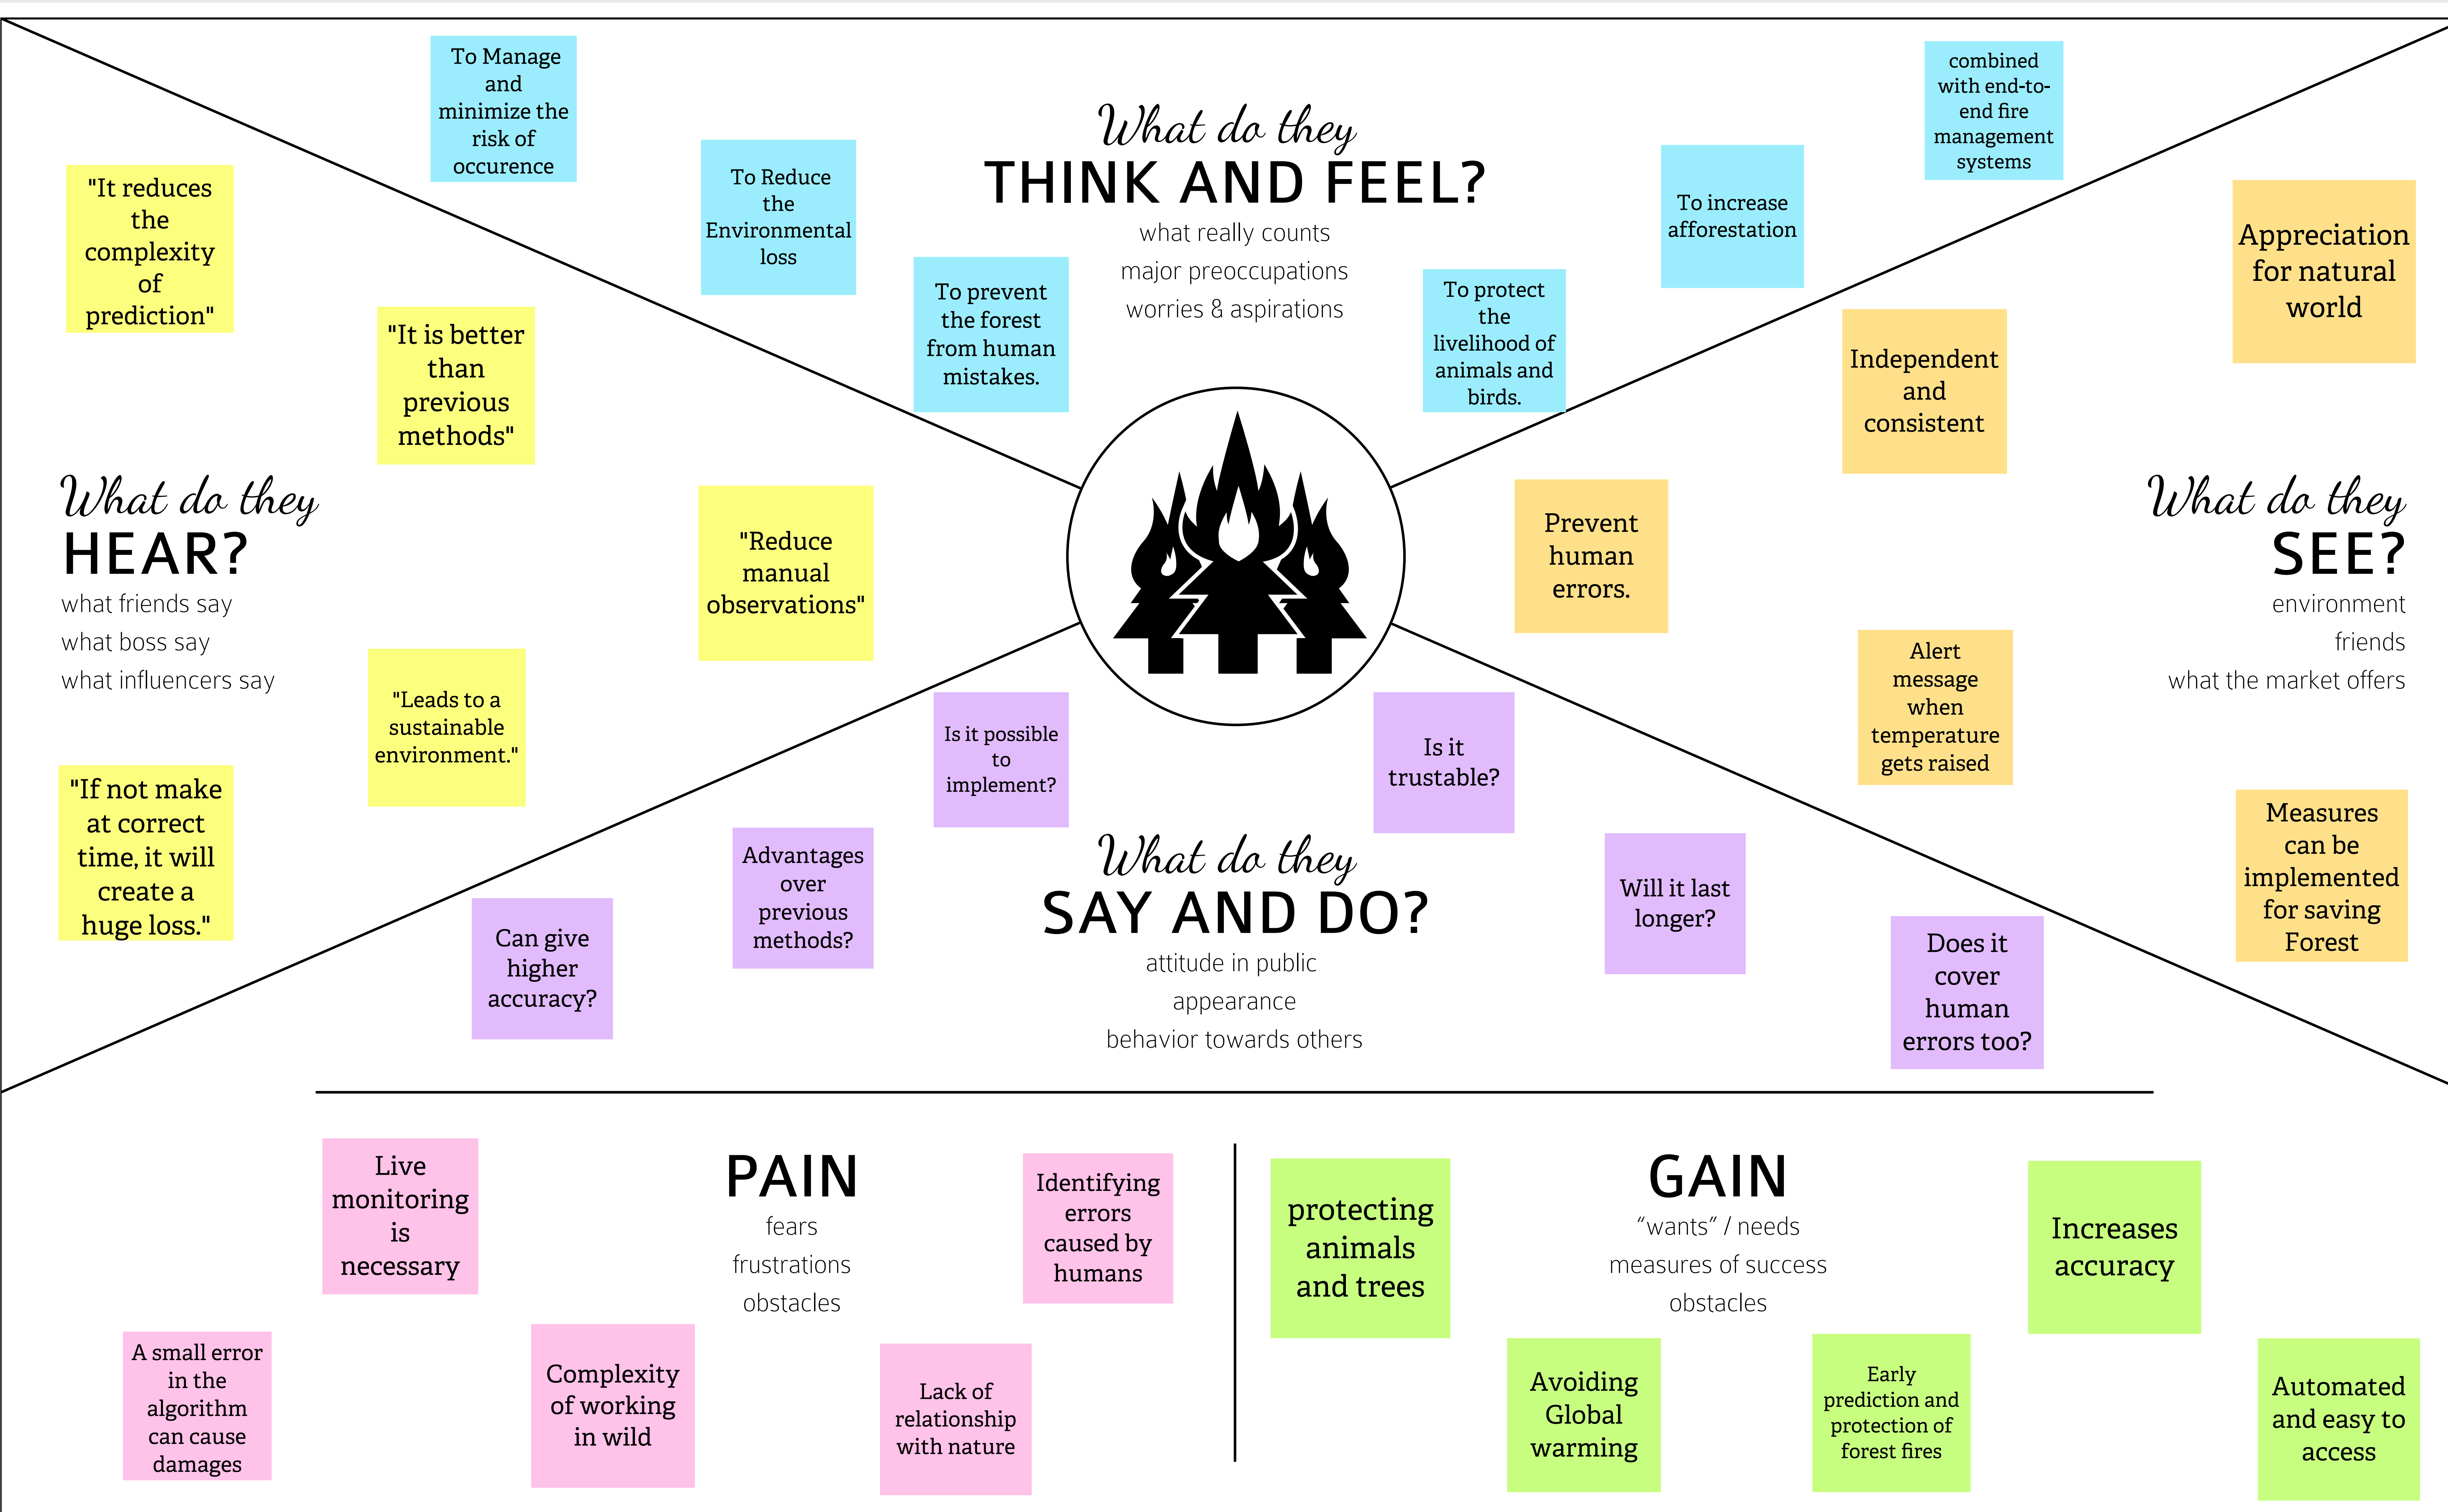 To Manage
and
minimize the
risk of
occurence
To Reduce
the
Environmental
loss
To prevent
the forest
from human
mistakes.
What do they
THINK AND FEEL?
what really counts
major preoccupations
worries & aspirations
To protect
the
livelihood of
animals and
birds.
To increase
afforestation
combined
with end-to-
end fire
management
systems
"It reduces
the
complexity
of
prediction"
"It is better
than
previous
methods"
"Reduce
manual
observations"
What do they
HEAR?
what friends say
what boss say
what influencers say
"Leads to a
sustainable
environment."
"If not make
at correct
time, it will
create a
huge loss."
Appreciation
for natural
world
Independent
and
consistent
Prevent
human
errors.
What do they
SEE?
environment
friends
what the market offers
Alert
message
when
temperature
gets raised
Measures
can be
implemented
for saving
Forest
Is it possible
to
implement?
Is it
trustable?
Advantages
over
previous
methods?
Can give
higher
accuracy?
What do they
SAY AND DO?
attitude in public
appearance
behavior towards others
Will it last
longer?
Does it
cover
human
errors too?
Live
monitoring
is
necessary
PAIN
fears
frustrations
obstacles
Identifying
errors
caused by
humans
A small error
in the
algorithm
can cause
damages
Complexity
of working
in wild
Lack of
relationship
with nature
protecting
animals
and trees
GAIN
“wants” / needs
measures of success
obstacles
Increases
accuracy
Avoiding
Global
warming
Early
prediction and
protection of
forest fires
Automated
and easy to
access